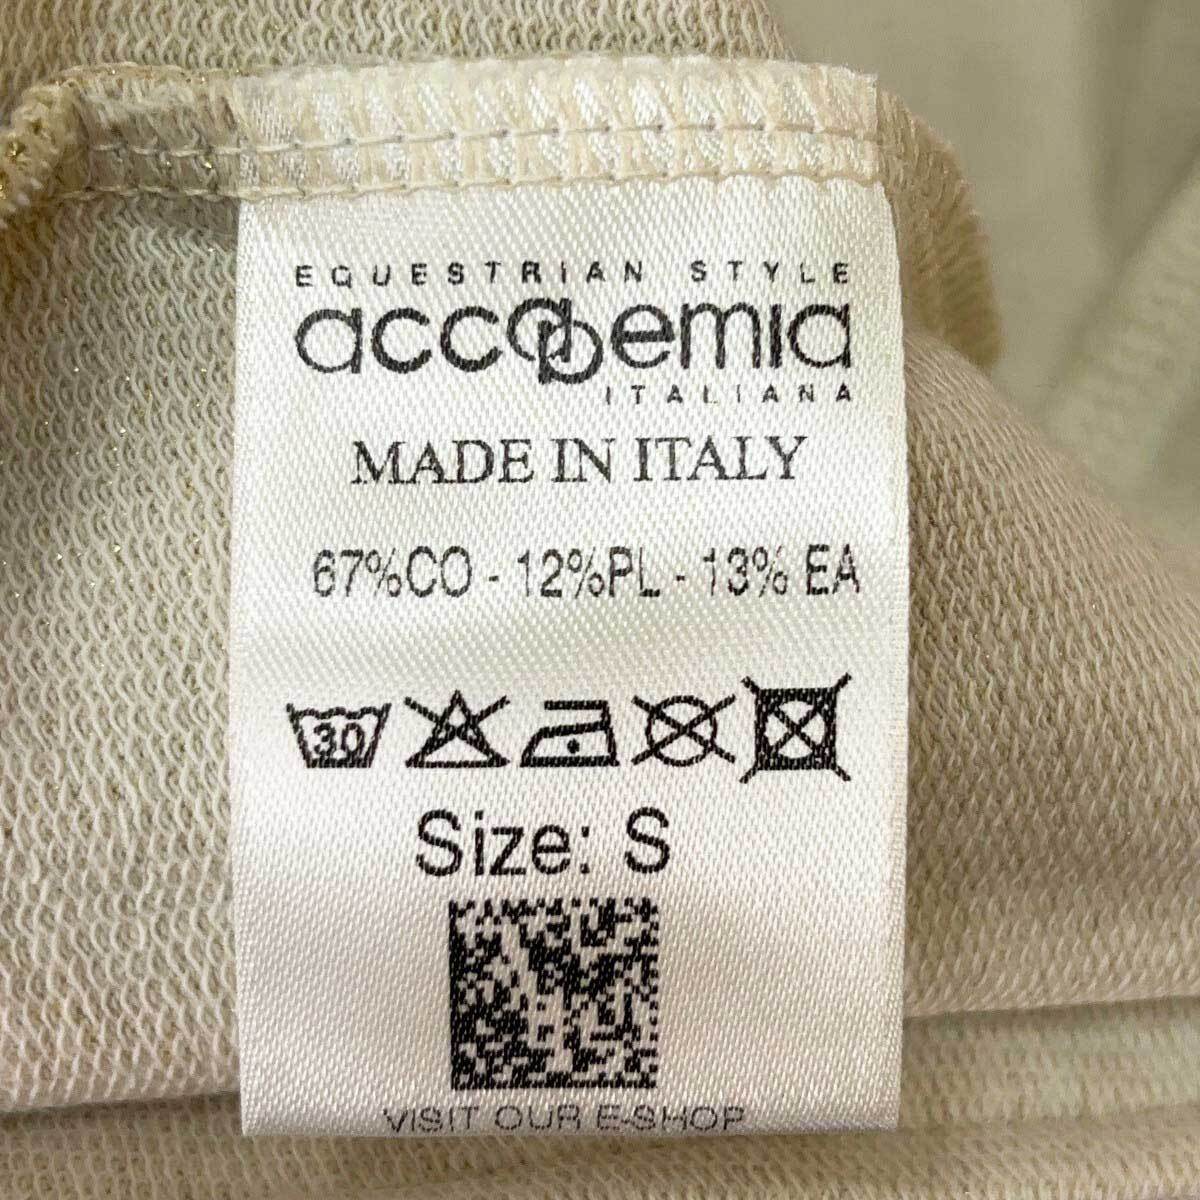 EQUESTRIAN STYLE
accademia
ITALIANA
MADE IN ITALY
67%CO - 12%PL - 13% EA
30
Size: S
VISIT OUR E-SHOP